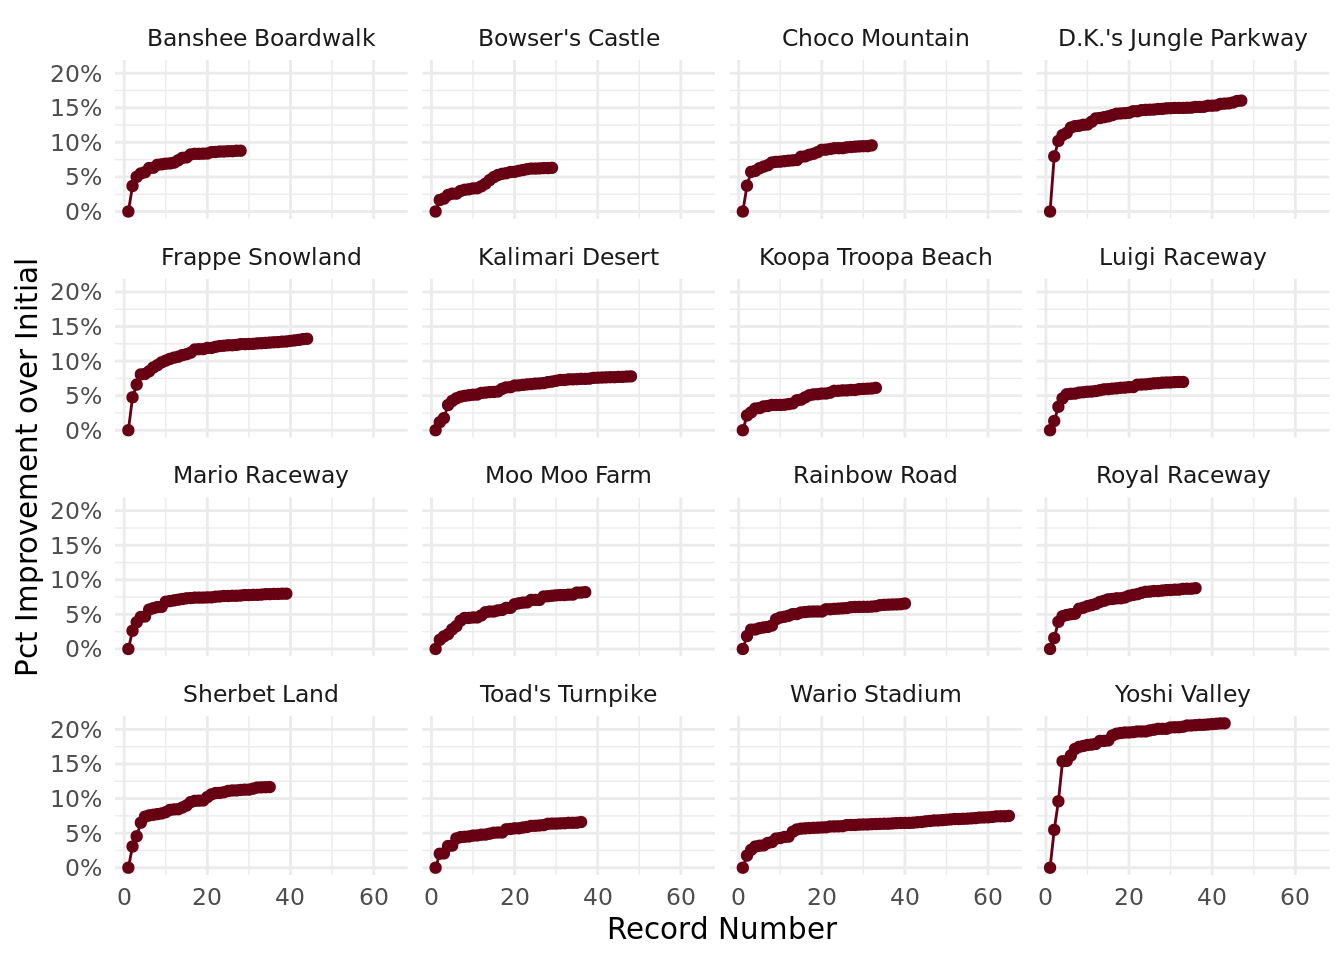 Banshee Boardwalk Bowser's Castle Choco Mountain D.K.'s Jungle Parkway
20%
15%
10%
5%
0%
Frappe Snowland Kalimari Desert Koopa Troopa Beach Luigi Raceway
20%
15%
10%
5%
0%
Pct Improvement over Initial
Mario Raceway Moo Moo Farm Rainbow Road Royal Raceway
20%
15%
10%
5%
0%
Sherbet Land Toad's Turnpike Wario Stadium Yoshi Valley
20%
15%
10%
5%
0%
0 20 40 60 0 20 40 60 0 20 40 60 0 20 40 60
Record Number